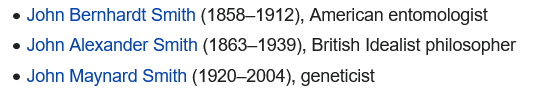 • John Bernhardt Smith (1858–1912), American entomologist
• John Alexander Smith (1863–1939), British Idealist philosopher
• John Maynard Smith (1920–2004), geneticist